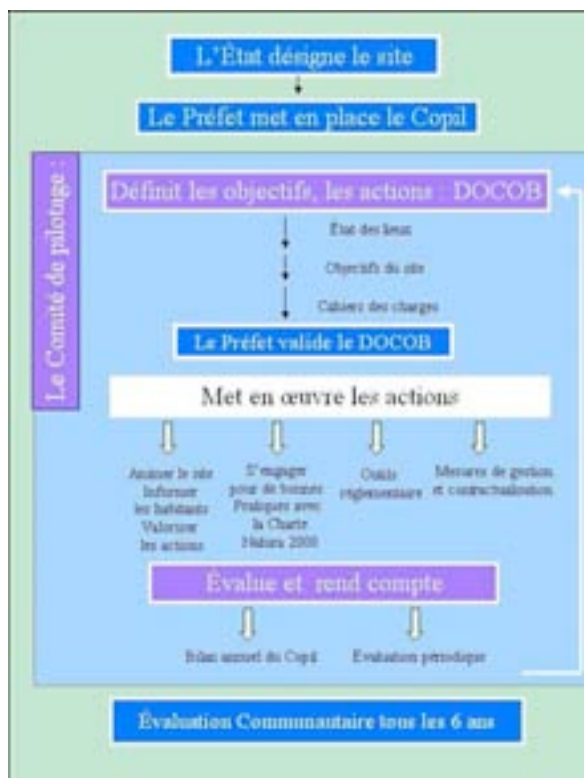 L'État désigne le site
Le Préfet met en place le Copil
Le Comité de pilotage :
Définit les objectifs, les actions : DOCOB
État des lieux
Objectifs du site
Cahiers des charges
Le Préfet valide le DOCOB
Met en œuvre les actions
Animer le site
Informer
les habitants
Valoriser
les actions
S'engager
pour de bonnes
Pratiques avec
la Charte
Natura 2000
Outils
réglementaire
Mesures de gestion
et contractualisation
Évalue et rend compte
Bilan annuel du Copil
Évaluation périodique
Évaluation Communautaire tous les 6 ans